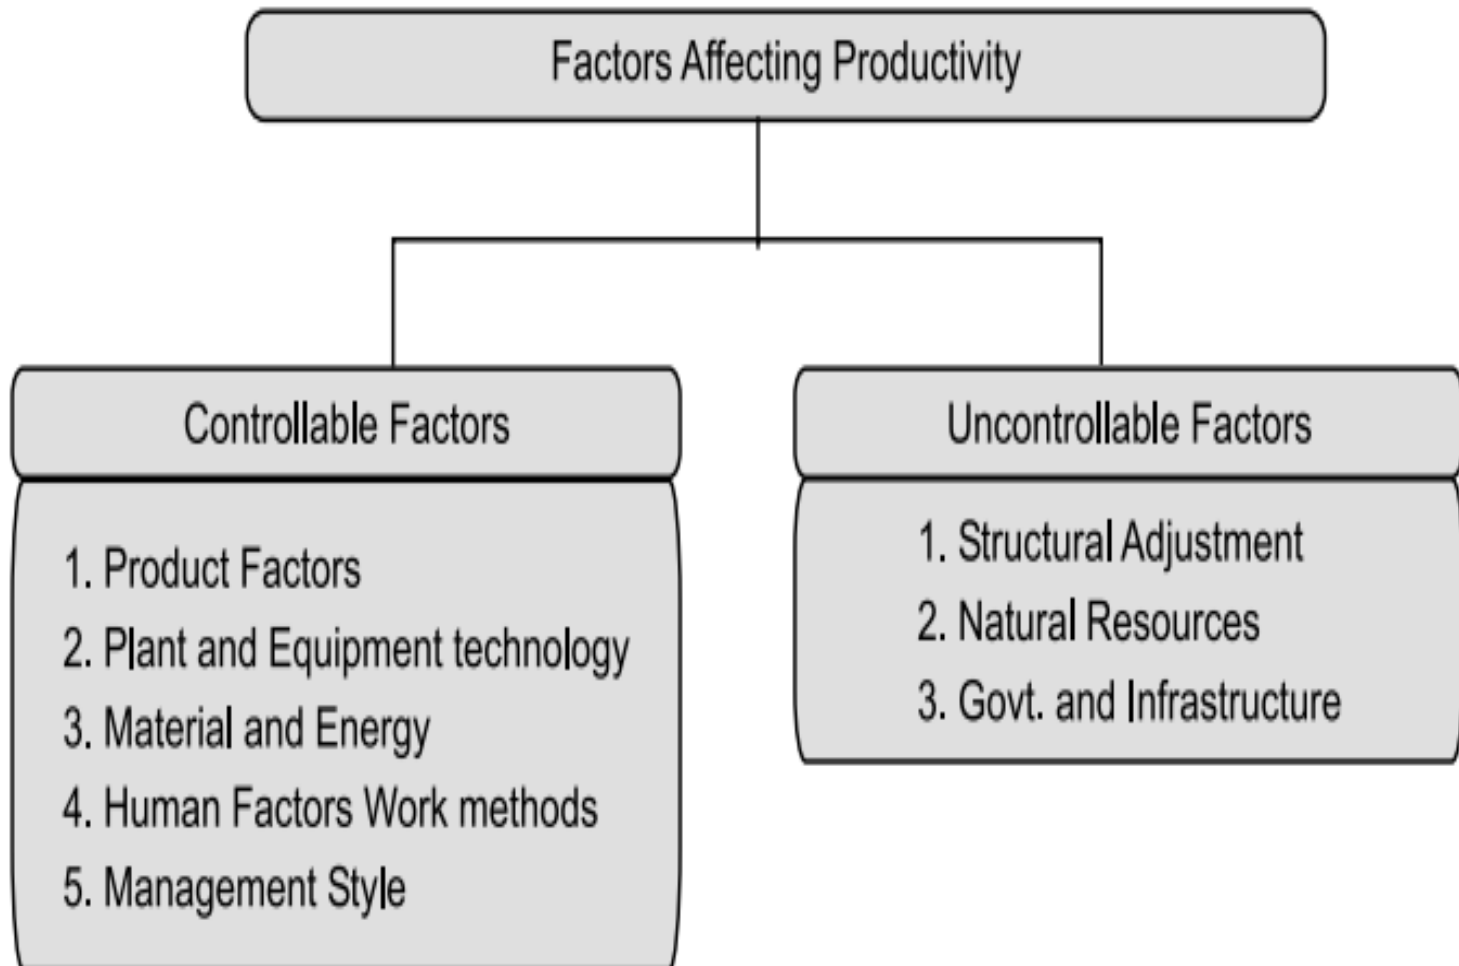 Factors Affecting Productivity
Controllable Factors
1. Product Factors
2. Plant and Equipment technology
3. Material and Energy
4. Human Factors Work methods
5. Management Style
Uncontrollable Factors
1. Structural Adjustment
2. Natural Resources
3. Govt. and Infrastructure